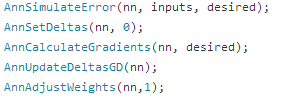 AnnSimulateError(nn, inputs, desired);
AnnSetDeltas(nn, 0);
AnnCalculateGradients(nn, desired);
AnnUpdateDeltasGD(nn);
AnnAdjustWeights(nn,1);